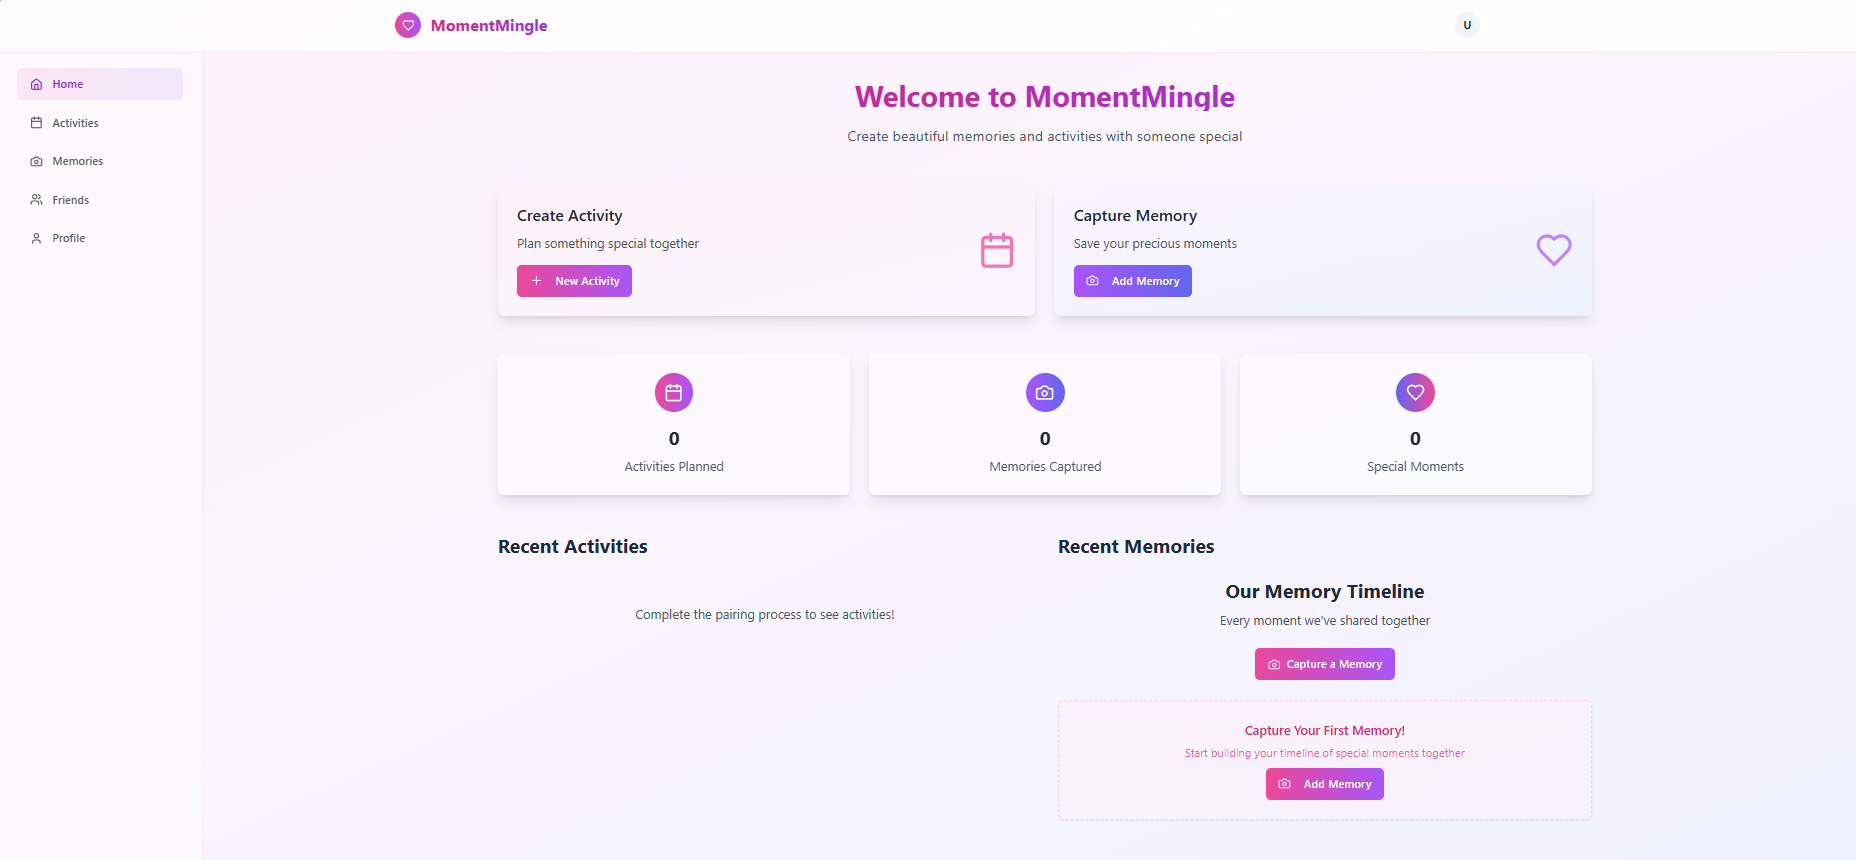 MomentMingle
U
Home
Activities
Memories
Friends
Profile
Welcome to MomentMingle
Create beautiful memories and activities with someone special
Create Activity
Plan something special together
New Activity
Capture Memory
Save your precious moments
Add Memory
0
Activities Planned
0
Memories Captured
0
Special Moments
Recent Activities
Complete the pairing process to see activities!
Recent Memories
Our Memory Timeline
Every moment we've shared together
Capture a Memory
Capture Your First Memory!
Start building your timeline of special moments together
Add Memory